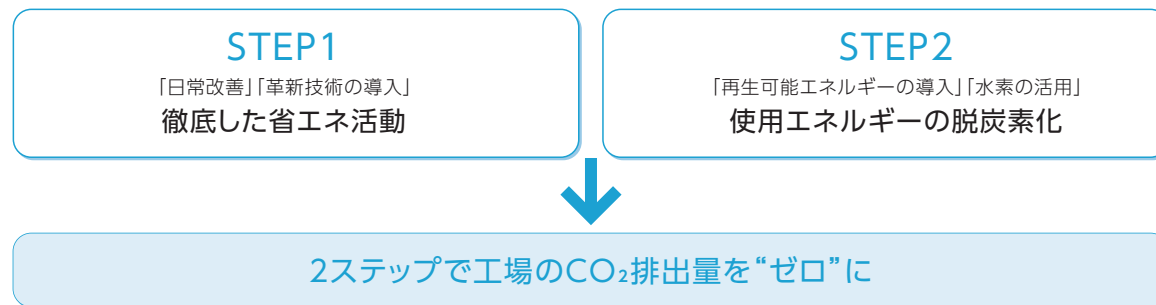 STEP1
「日常改善」「革新技術の導入」
徹底した省エネ活動
STEP2
「再生可能エネルギーの導入」「水素の活用」
使用エネルギーの脱炭素化
2ステップで工場のCO₂排出量を“ゼロ”に